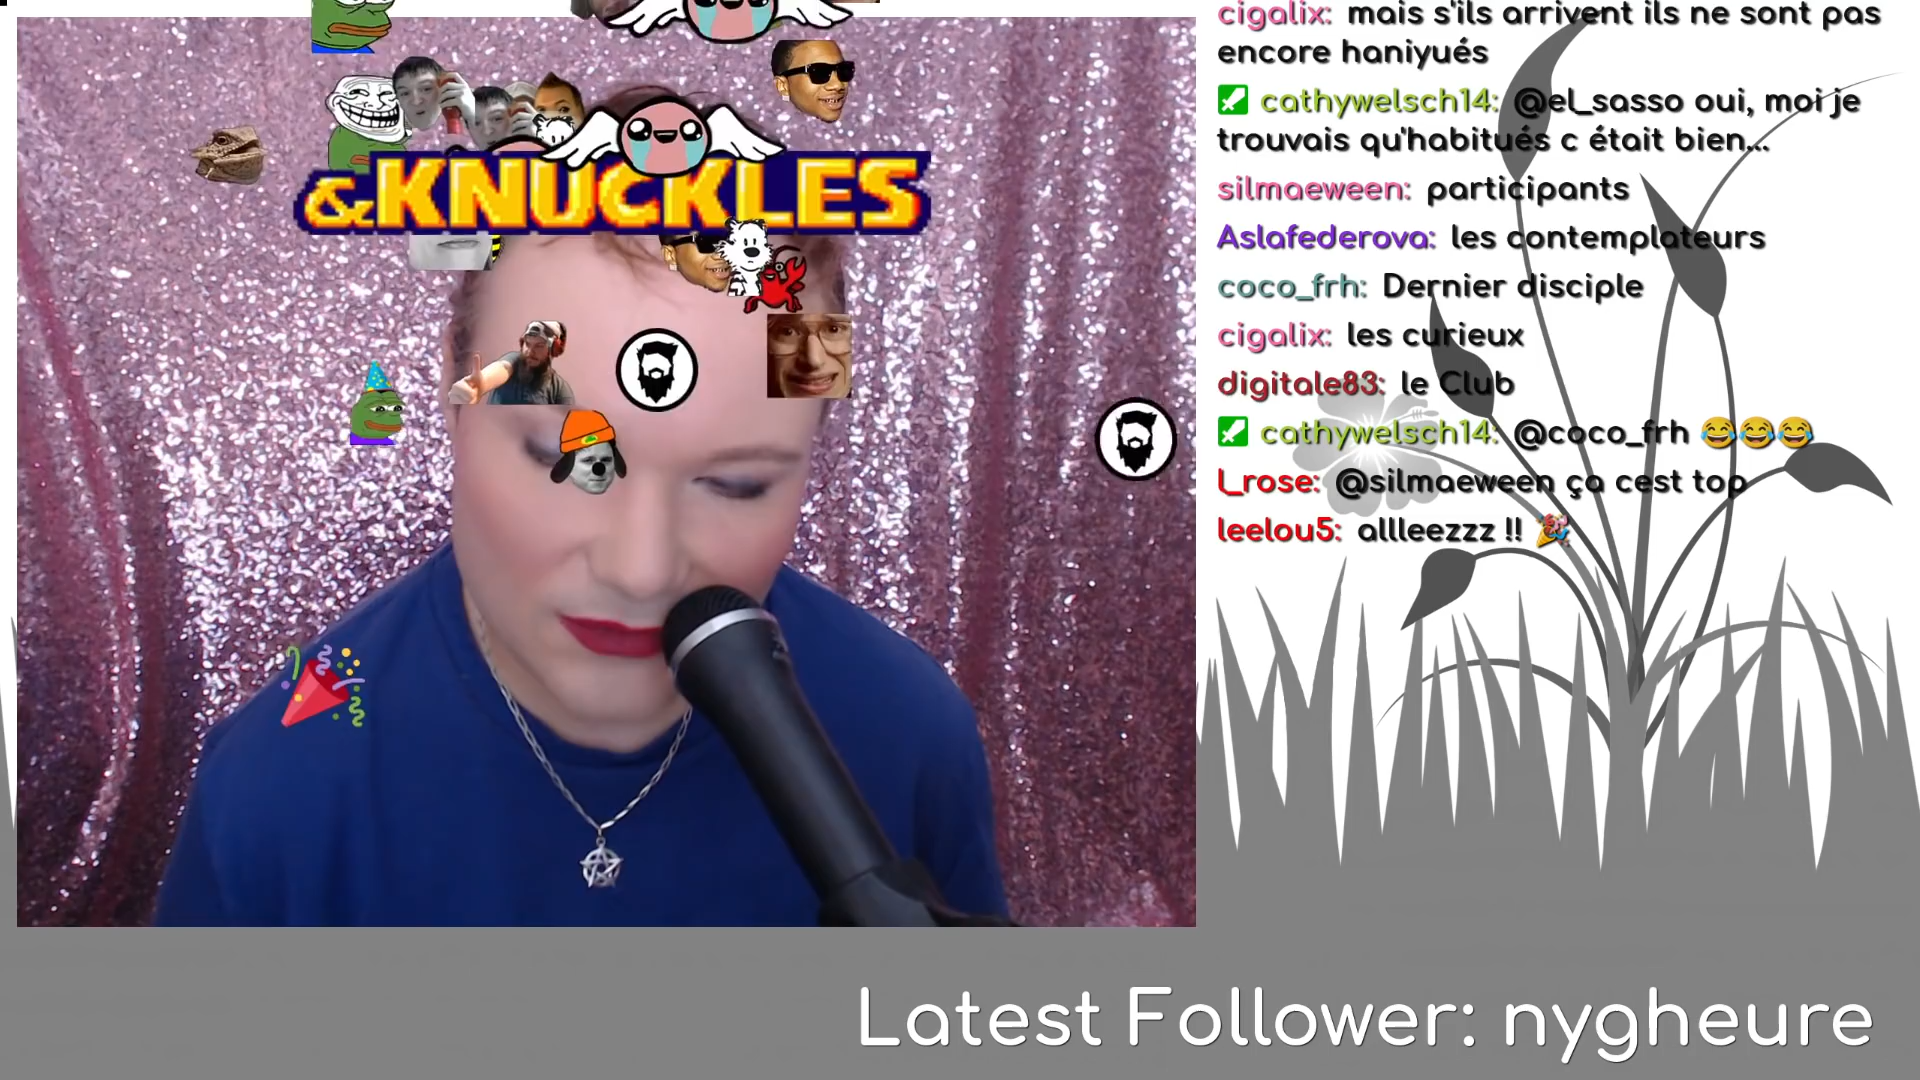 &KNUCKLES
cigalix: mais s'ils arrivent ils ne sont pas
encore haniyués
cathywelsch14: @el_sasso oui, moi je
trouvais qu'habitués c était bien...
silmaeween: participants
Aslafederova: les contemplateurs
coco_frh: Dernier disciple
cigalix: les curieux
digitale83: le Club
cathywelsch14: @coco_frh 😂😂😂
l_rose: @silmaeween ça cest top
leelou5: allleezzz !! 🎉
Latest Follower: nygheure